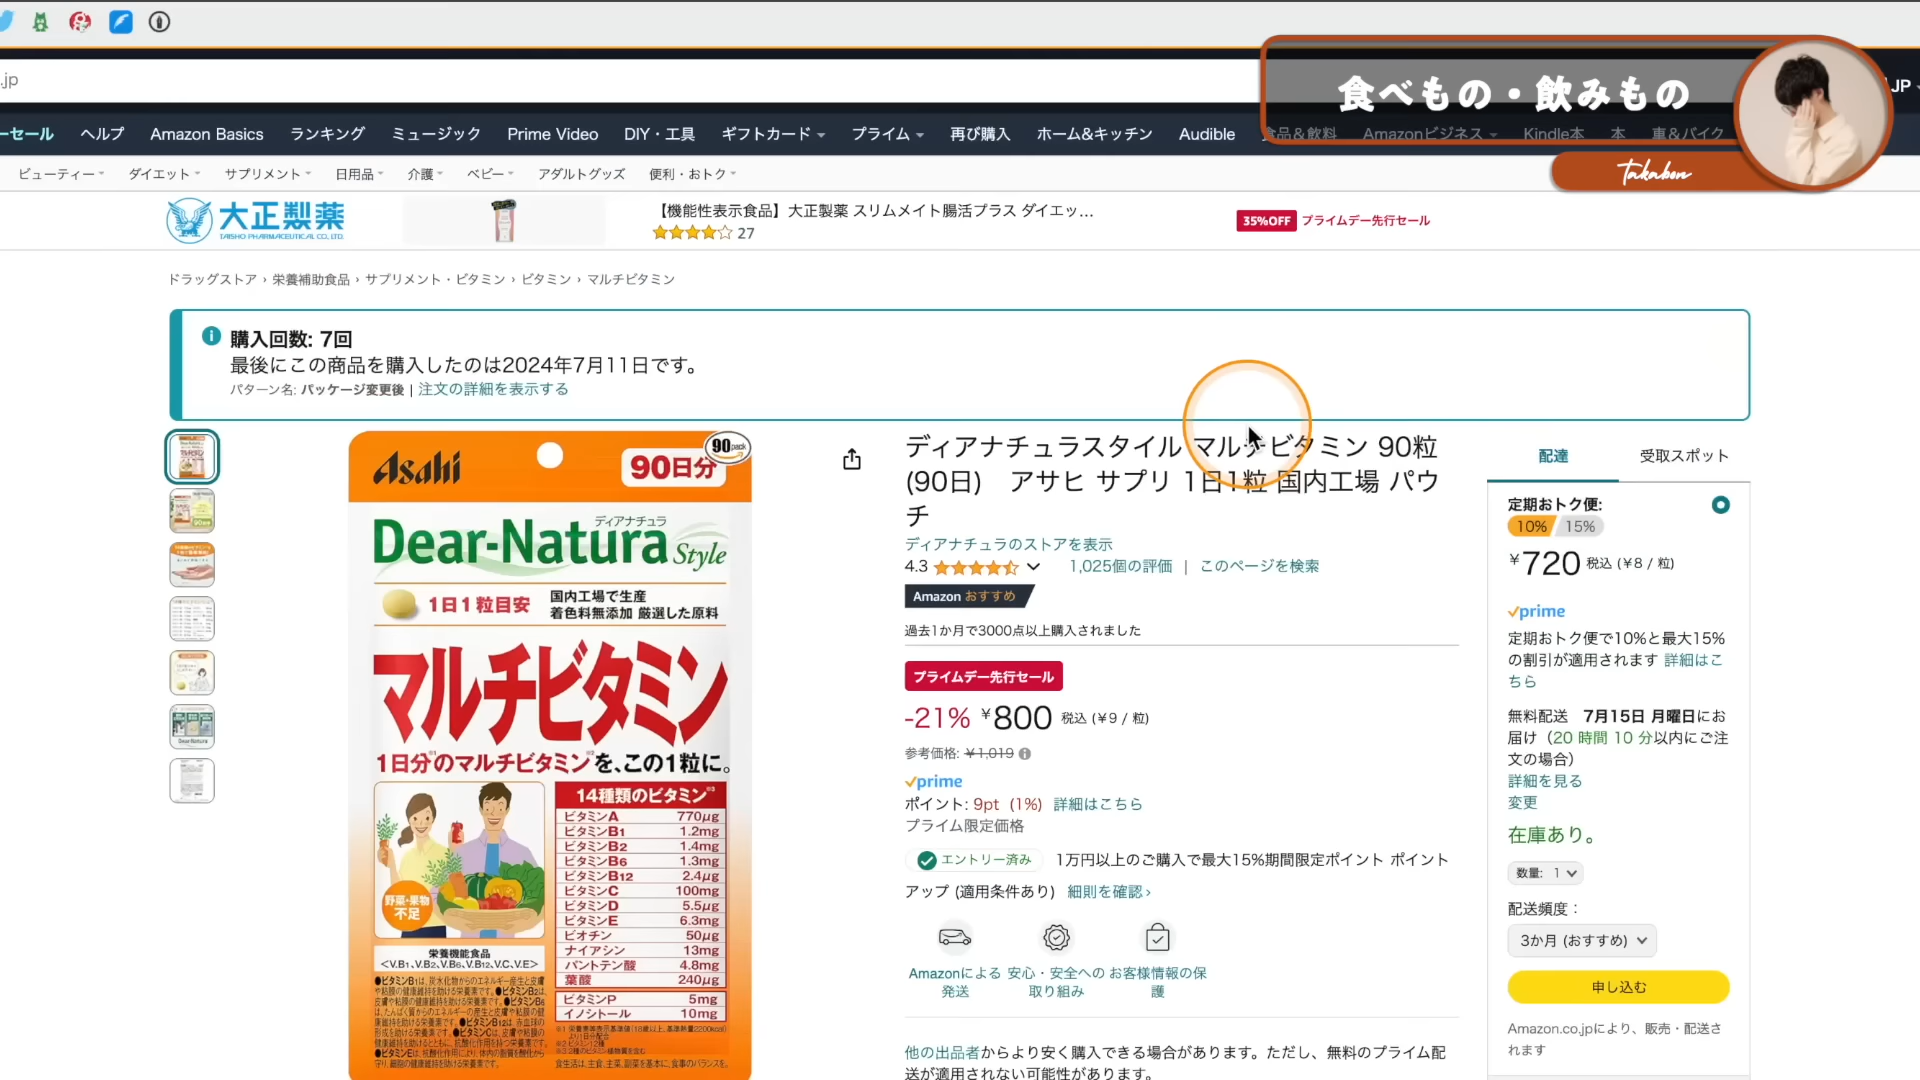 .jp
食べもの・飲みもの
JP
Takabon
ーセール ヘルプ Amazon Basics ランキング ミュージック Prime Video DIY・工具 ギフトカード プライム 再び購入 ホーム&キッチン Audible 食品&飲料 Amazonビジネス Kindle本 本 車&バイク
ビューティー ダイエット サプリメント 日用品 介護 ベビー アダルトグッズ 便利・おトク
大正製薬
TAISHO PHARMACEUTICAL CO., LTD.
【機能性表示食品】大正製薬 スリムメイト腸活プラス ダイエッ…
27
35%OFF プライムデー先行セール
ドラッグストア › 栄養補助食品 › サプリメント・ビタミン › ビタミン › マルチビタミン
購入回数: 7回
最後にこの商品を購入したのは2024年7月11日です。
パターン名: パッケージ変更後 | 注文の詳細を表示する
Asahi
90日分
90pack
ディアナチュラ
Dear-Natura Style
1日1粒目安
国内工場で生産
着色料無添加 厳選した原料
マルチビタミン
1日分のマルチビタミンを、この1粒に。
野菜・果物
不足
栄養機能食品
<V.B1、V.B2、V.B6、V.B12、V.C、V.E>
14種類のビタミン※3
ビタミンA 770μg
ビタミンB1 1.2mg
ビタミンB2 1.4mg
ビタミンB6 1.3mg
ビタミンB12 2.4μg
ビタミンC 100mg
ビタミンD 5.5μg
ビタミンE 6.3mg
ビオチン 50μg
ナイアシン 13mg
パントテン酸 4.8mg
葉酸 240μg
ビタミンP 5mg
イノシトール 10mg
ディアナチュラスタイル マルチビタミン 90粒
(90日) アサヒ サプリ 1日1粒 国内工場 パウ
チ
ディアナチュラのストアを表示
4.3 1,025個の評価 | このページを検索
Amazon おすすめ
過去1か月で3000点以上購入されました
プライムデー先行セール
-21% ¥800 税込 (¥9 / 粒)
参考価格: ¥1,019
prime
ポイント: 9pt (1%) 詳細はこちら
プライム限定価格
エントリー済み 1万円以上のご購入で最大15%期間限定ポイント ポイント
アップ (適用条件あり) 細則を確認›
Amazonによる
発送
安心・安全への
取り組み
お客様情報の保
護
他の出品者からより安く購入できる場合があります。ただし、無料のプライム配
送が適用されない可能性があります。
配達 受取スポット
定期おトク便:
10% 15%
¥720 税込 (¥8 / 粒)
prime
定期おトク便で10%と最大15%
の割引が適用されます 詳細はこ
ちら
無料配送 7月15日 月曜日にお
届け（20 時間 10 分以内にご注
文の場合）
詳細を見る
変更
在庫あり。
数量: 1
配送頻度：
3か月 (おすすめ)
申し込む
Amazon.co.jpにより、販売・配送さ
れます